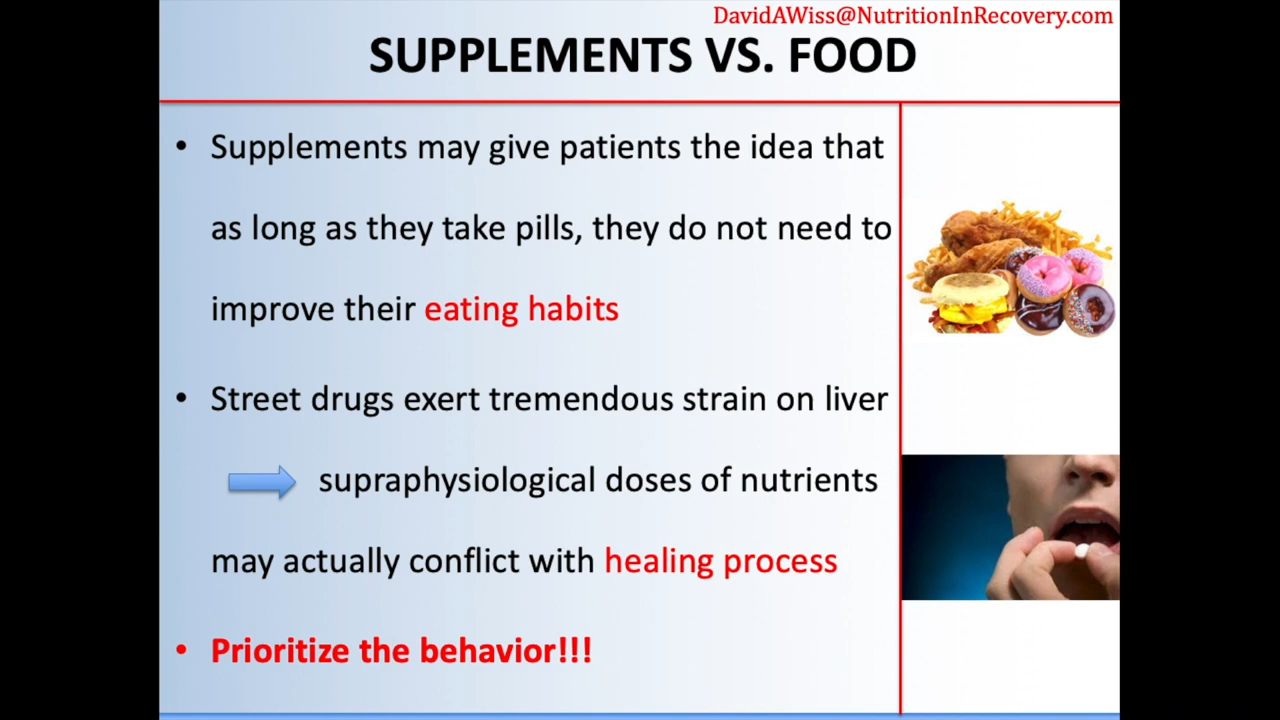 DavidAWiss@NutritionInRecovery.com
SUPPLEMENTS VS. FOOD
• Supplements may give patients the idea that
as long as they take pills, they do not need to
improve their eating habits
• Street drugs exert tremendous strain on liver
supraphysiological doses of nutrients
may actually conflict with healing process
• Prioritize the behavior!!!